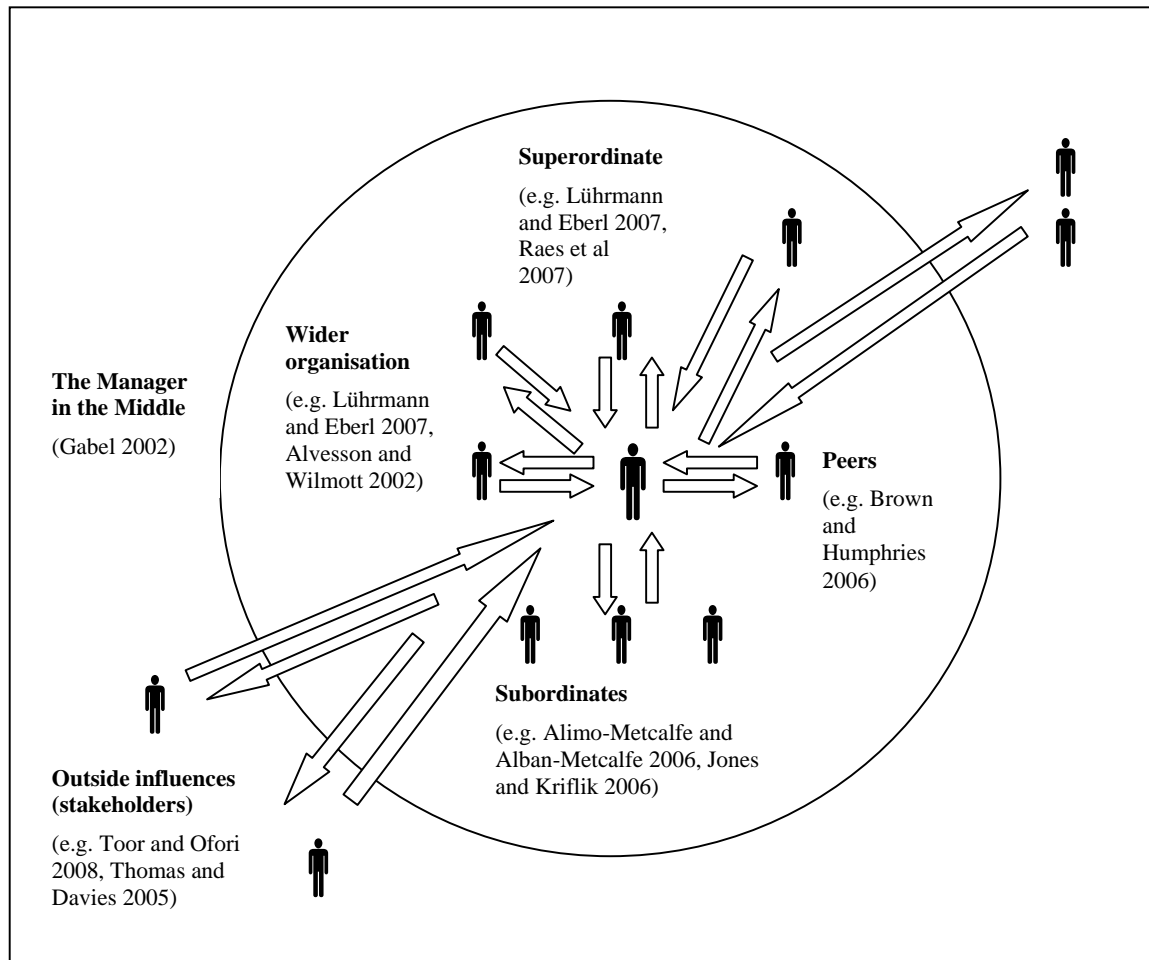 Superordinate
(e.g. Lührmann
and Eberl 2007,
Raes et al
2007)
Wider
organisation
(e.g. Lührmann
and Eberl 2007,
Alvesson and
Wilmott 2002)
The Manager
in the Middle
(Gabel 2002)
Peers
(e.g. Brown
and
Humphries
2006)
Subordinates
(e.g. Alimo-Metcalfe and
Alban-Metcalfe 2006, Jones
and Kriflik 2006)
Outside influences
(stakeholders)
(e.g. Toor and Ofori
2008, Thomas and
Davies 2005)